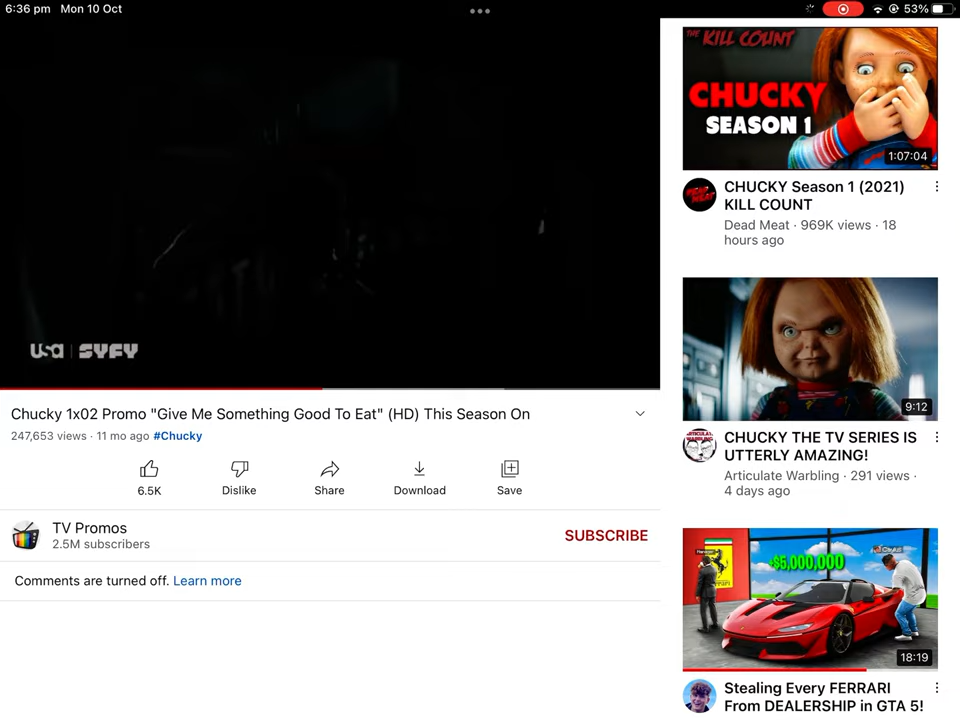 6:36 pm Mon 10 Oct
53%
USA | SYFY
Chucky 1x02 Promo "Give Me Something Good To Eat" (HD) This Season On
247,653 views · 11 mo ago #Chucky
6.5K
Dislike
Share
Download
Save
TV Promos
2.5M subscribers
SUBSCRIBE
Comments are turned off. Learn more
THE KILL COUNT
CHUCKY
SEASON 1
1:07:04
CHUCKY Season 1 (2021)
KILL COUNT
Dead Meat · 969K views · 18
hours ago
9:12
CHUCKY THE TV SERIES IS
UTTERLY AMAZING!
Articulate Warbling · 291 views ·
4 days ago
+$5,000,000
18:19
Stealing Every FERRARI
From DEALERSHIP in GTA 5!